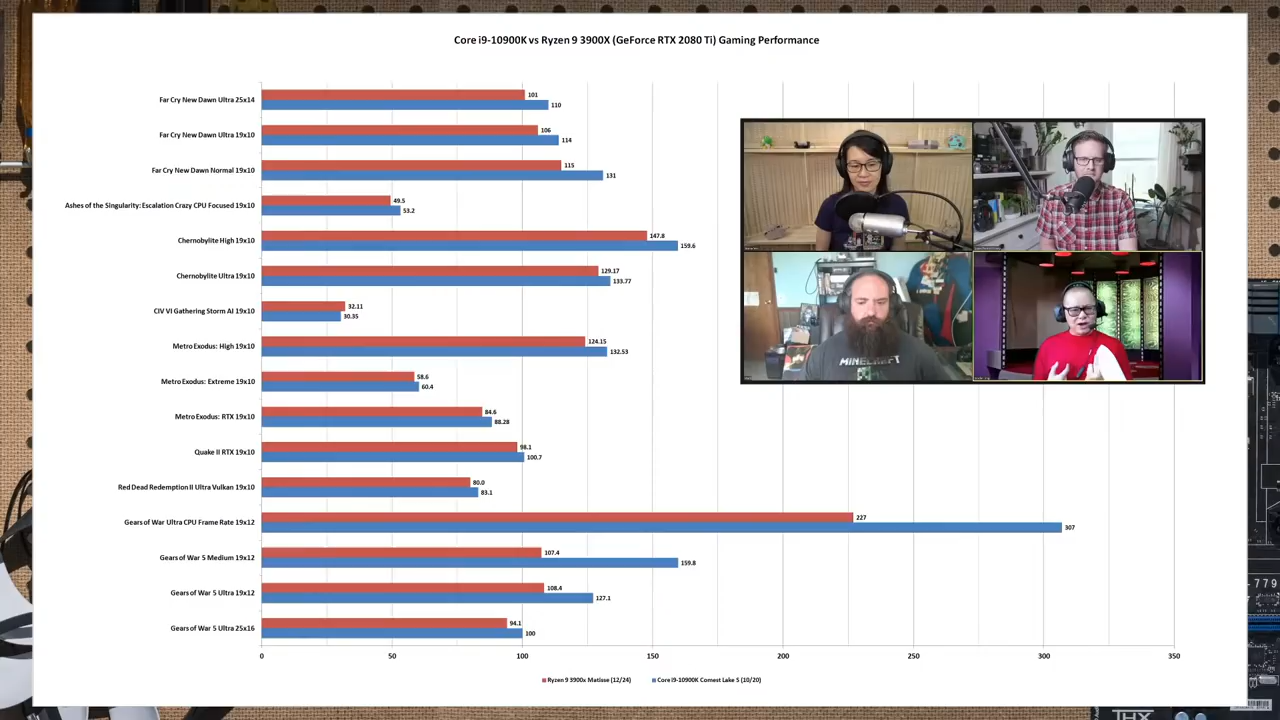 Core i9-10900K vs Ryzen 9 3900X (GeForce RTX 2080 Ti) Gaming Performance
Far Cry New Dawn Ultra 25x14
101
110
Far Cry New Dawn Ultra 19x10
106
114
Far Cry New Dawn Normal 19x10
115
131
Ashes of the Singularity: Escalation Crazy CPU Focused 19x10
49.5
53.2
Chernobylite High 19x10
147.8
159.6
Chernobylite Ultra 19x10
129.17
133.77
CIV VI Gathering Storm AI 19x10
32.11
30.35
Metro Exodus: High 19x10
124.15
132.53
Metro Exodus: Extreme 19x10
58.6
60.4
Metro Exodus: RTX 19x10
84.6
88.28
Quake II RTX 19x10
98.1
100.7
Red Dead Redemption II Ultra Vulkan 19x10
80.0
83.1
Gears of War Ultra CPU Frame Rate 19x12
227
307
Gears of War 5 Medium 19x12
107.4
159.8
Gears of War 5 Ultra 19x12
108.4
127.1
Gears of War 5 Ultra 25x16
94.1
100
0 50 100 150 200 250 300 350
Ryzen 9 3900x Matisse (12/24) Core i9-10900K Comest Lake S (10/20)
MINECRAFT
779
THX